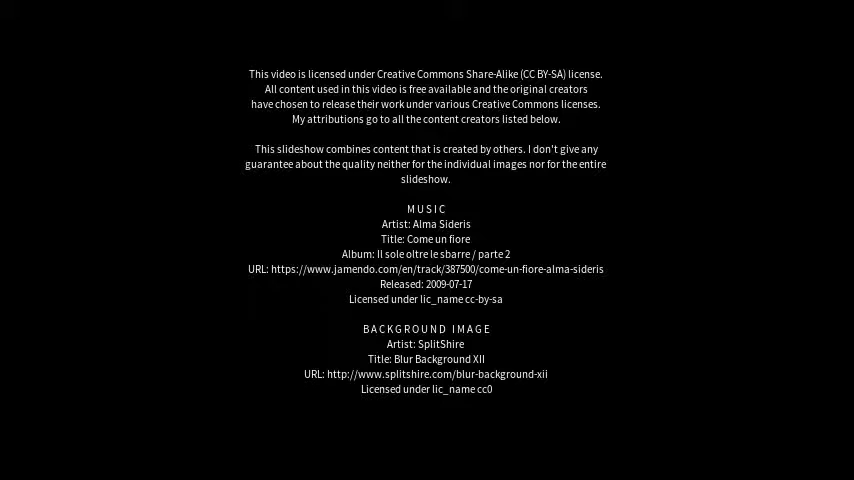 This video is licensed under Creative Commons Share-Alike (CC BY-SA) license.
All content used in this video is free available and the original creators
have chosen to release their work under various Creative Commons licenses.
My attributions go to all the content creators listed below.
This slideshow combines content that is created by others. I don't give any
guarantee about the quality neither for the individual images nor for the entire
slideshow.
MUSIC
Artist: Alma Sideris
Title: Come un fiore
Album: Il sole oltre le sbarre / parte 2
URL: https://www.jamendo.com/en/track/387500/come-un-fiore-alma-sideris
Released: 2009-07-17
Licensed under lic_name cc-by-sa
BACKGROUND IMAGE
Artist: SplitShire
Title: Blur Background XII
URL: http://www.splitshire.com/blur-background-xii
Licensed under lic_name cc0